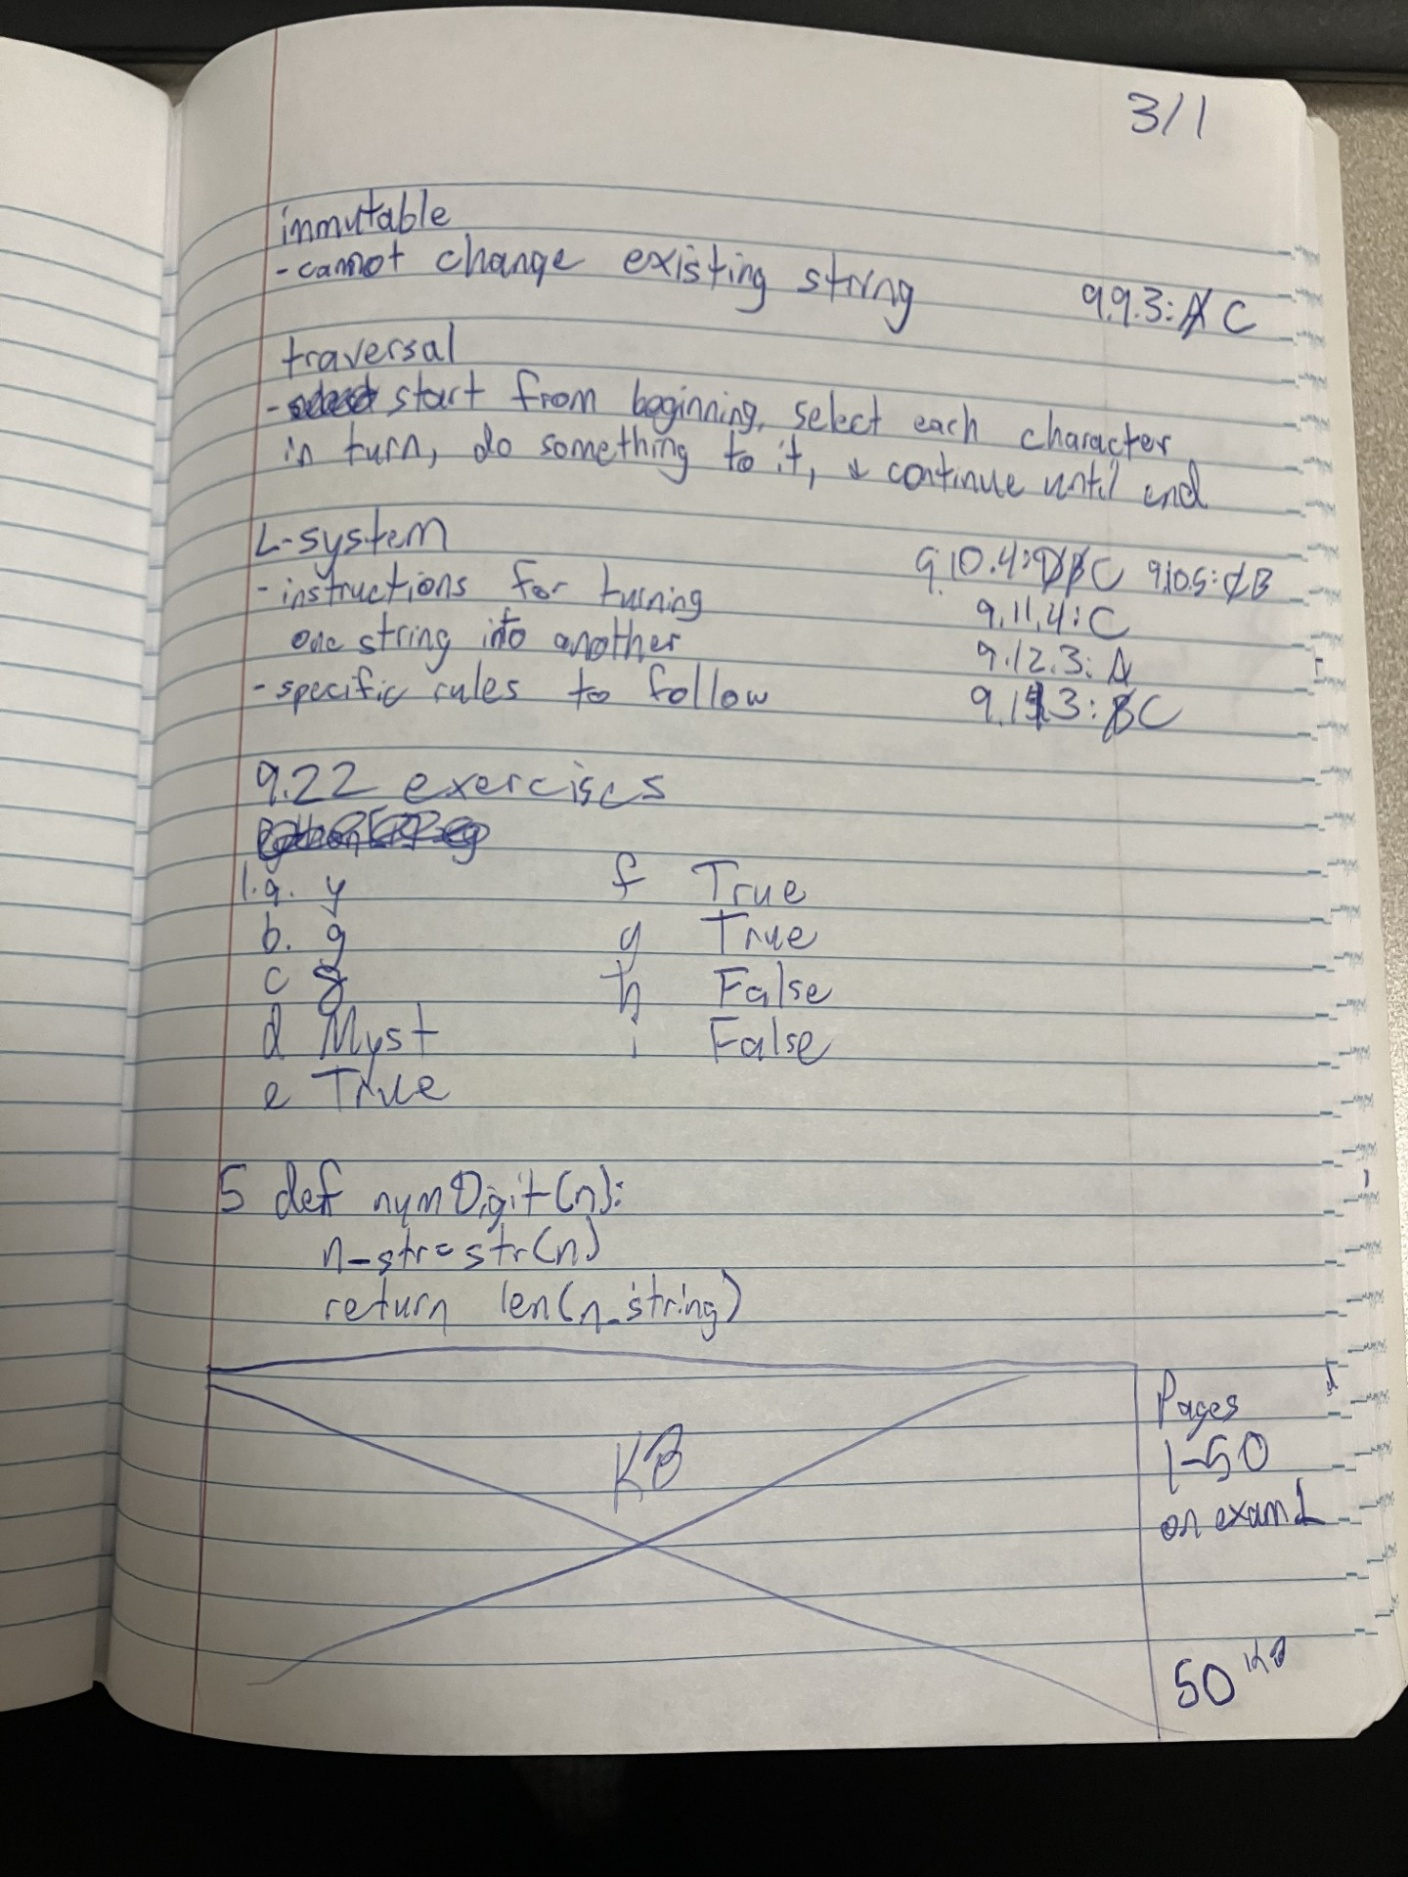 3/1
immutable
- cannot change existing string
9.9.3: A C
traversal
- start from beginning, select each character
in turn, do something to it, & continue until end
L-system
- instructions for turning
one string into another
- specific rules to follow
9.10.4: D B C 9.10.5: C B
9.11.4: C
9.12.3: A
9.13.3: B C
9.22 exercises
1. a. y
b. g
c
d Myst
e True
f True
g True
h False
i False
5 def numDigit(n):
n_str = str(n)
return len(n_string)
KB
Pages
1-50
on exam 1
50 KB